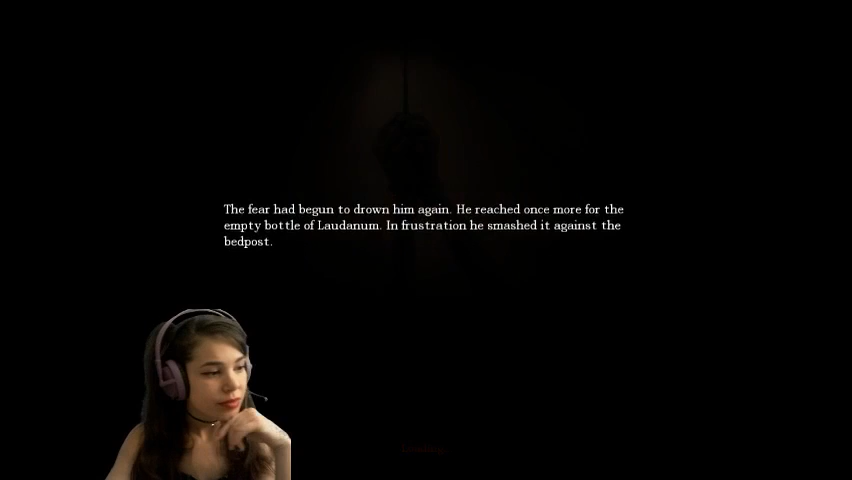 The fear had begun to drown him again. He reached once more for the
empty bottle of Laudanum. In frustration he smashed it against the
bedpost.